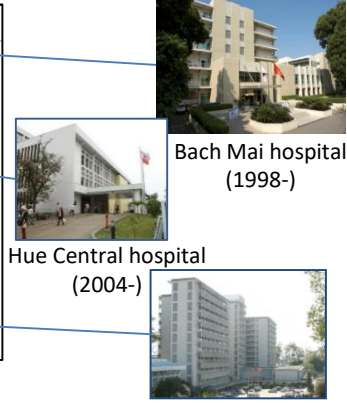 Bach Mai hospital
(1998-)
Hue Central hospital
(2004-)